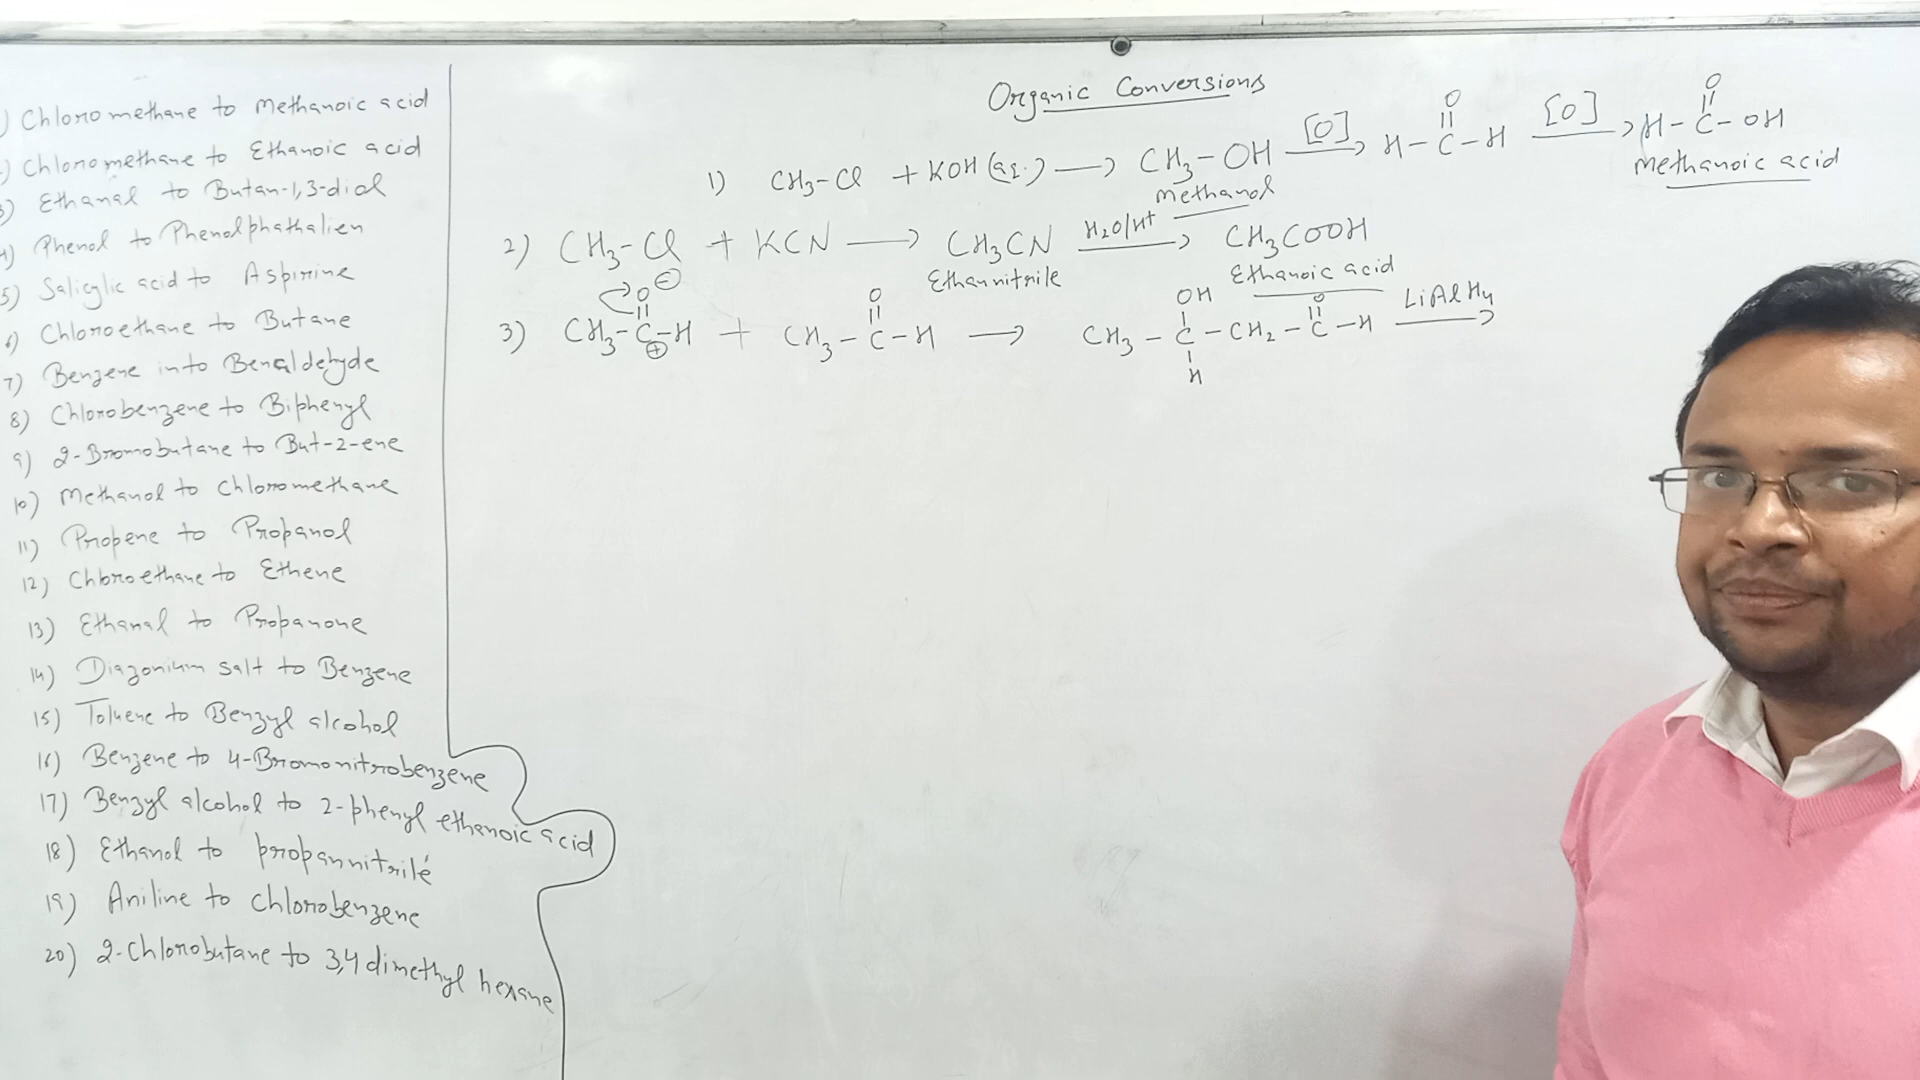 Organic Conversions
1) Chloromethane to Methanoic acid
) Chloromethane to Ethanoic acid
3) Ethanal to Butan-1,3-diol
4) Phenol to Phenolphathalien
5) Salicylic acid to Aspirine
6) Chloroethane to Butane
7) Benzene into Benaldehyde
8) Chlorobenzene to Biphenyl
9) 2-Bromobutane to But-2-ene
10) Methanol to Chloromethane
11) Propene to Propanol
12) Chloroethane to Ethene
13) Ethanal to Propanone
14) Diazonium salt to Benzene
15) Toluene to Benzyl alcohol
16) Benzene to 4-Bromonitrobenzene
17) Benzyl alcohol to 2-phenyl ethanoic acid
18) Ethanol to propannitrile
19) Aniline to chlorobenzene
20) 2-Chlorobutane to 3,4 dimethyl hexane
1) CH3-Cl + KOH (aq.) → CH3-OH [O]→ H-C(=O)-H [O]→ H-C(=O)-OH
Methanol Methanoic acid
2) CH3-Cl + KCN → CH3CN H2O/H+ → CH3COOH
Ethannitrile Ethanoic acid
3) CH3-C(=O⊖)⊕-H + CH3-C(=O)-H → CH3-C(OH)(H)-CH2-C(=O)-H LiAlH4 →